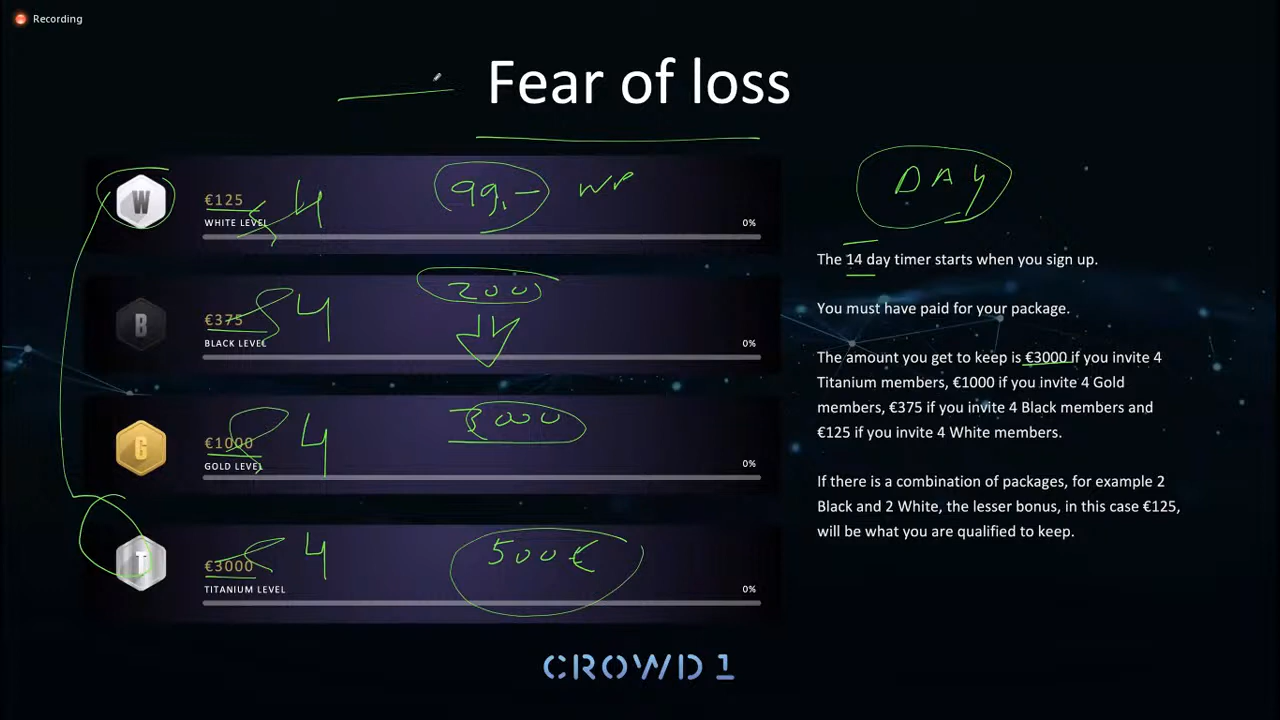 Recording
Fear of loss
W
€125
WHITE LEVEL
4
99,-
0%
B
€375
BLACK LEVEL
4
200
0%
G
€1000
GOLD LEVEL
4
0%
T
€3000
TITANIUM LEVEL
4
500€
0%
DAY
The 14 day timer starts when you sign up.
You must have paid for your package.
The amount you get to keep is €3000 if you invite 4
Titanium members, €1000 if you invite 4 Gold
members, €375 if you invite 4 Black members and
€125 if you invite 4 White members.
If there is a combination of packages, for example 2
Black and 2 White, the lesser bonus, in this case €125,
will be what you are qualified to keep.
CROWD 1